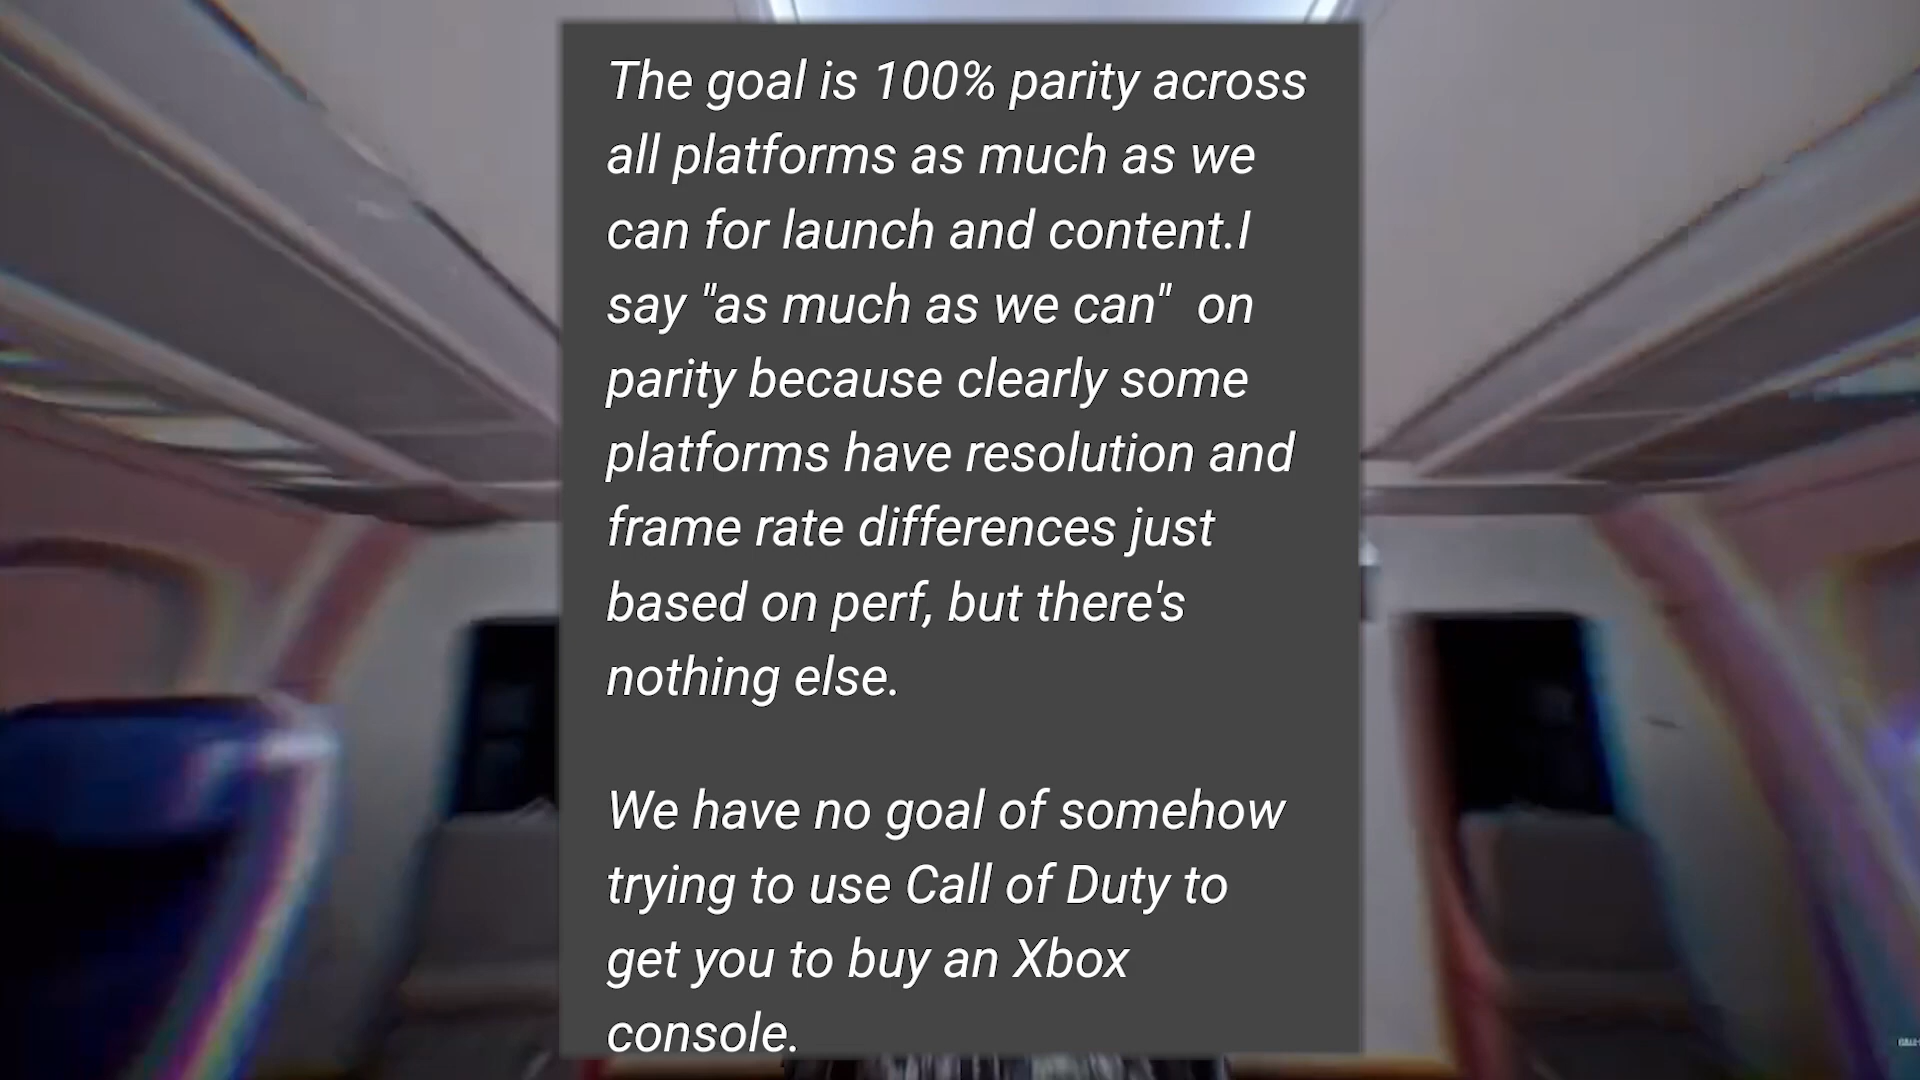 The goal is 100% parity across
all platforms as much as we
can for launch and content.I
say "as much as we can"  on
parity because clearly some
platforms have resolution and
frame rate differences just
based on perf, but there's
nothing else.
We have no goal of somehow
trying to use Call of Duty to
get you to buy an Xbox
console.